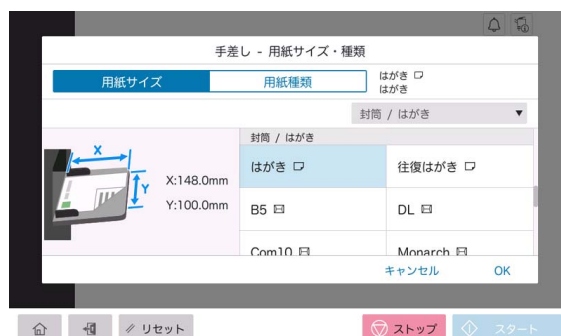 手差し - 用紙サイズ・種類
用紙サイズ
用紙種類
はがき
はがき
封筒 / はがき
封筒 / はがき
X
Y
X:148.0mm
Y:100.0mm
はがき
往復はがき
B5
DL
Com10
Monarch
キャンセル
OK
リセット
ストップ
スタート